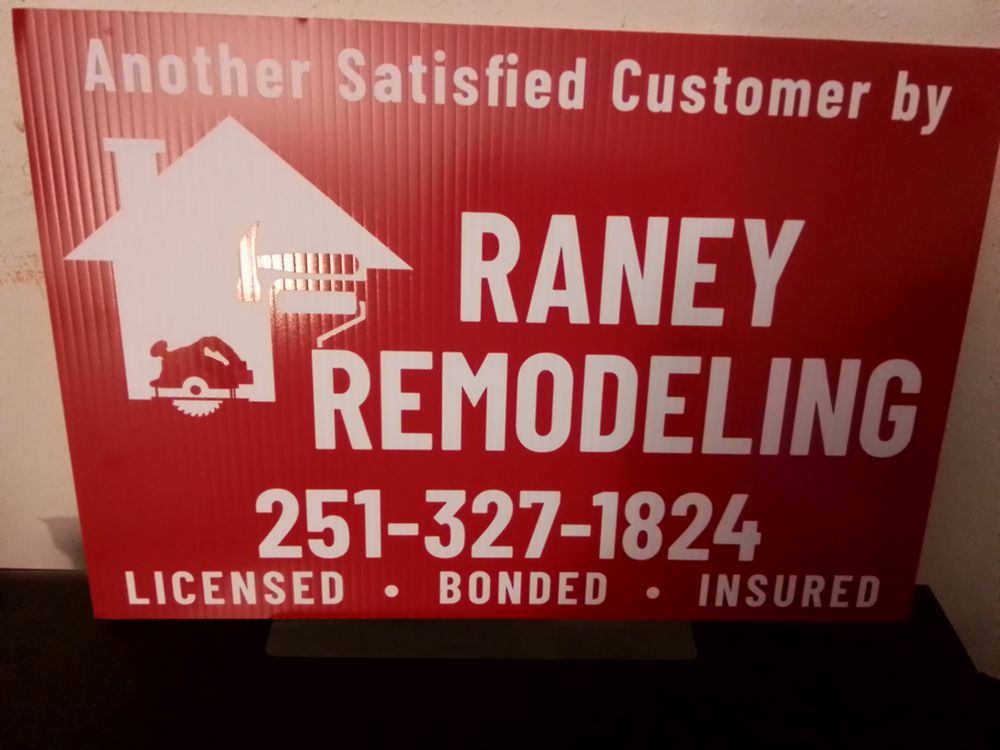 Another Satisfied Customer by
RANEY
REMODELING
251-327-1824
LICENSED • BONDED • INSURED